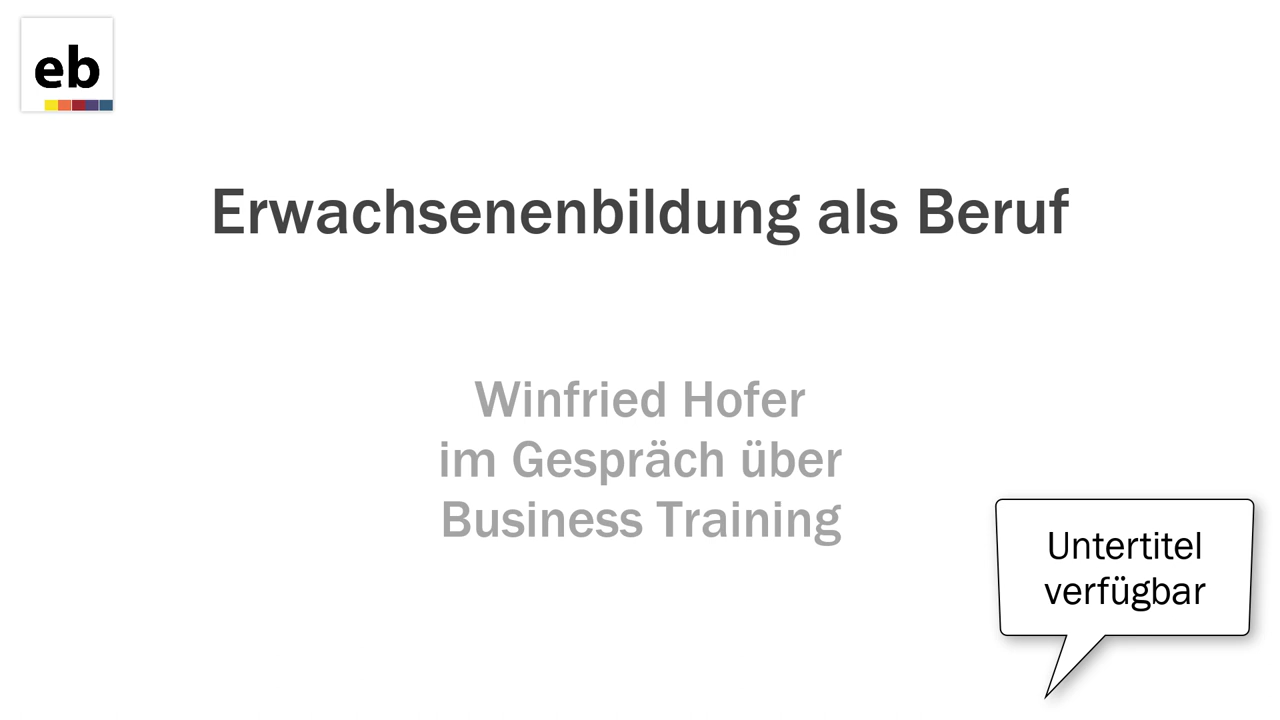 eb
Erwachsenenbildung als Beruf
Winfried Hofer
im Gespräch über
Business Training
Untertitel
verfügbar